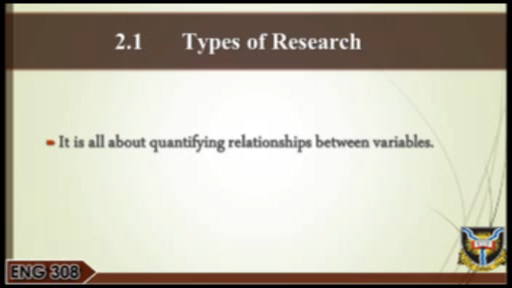 2.1 Types of Research
It is all about quantifying relationships between variables.
ENG 308